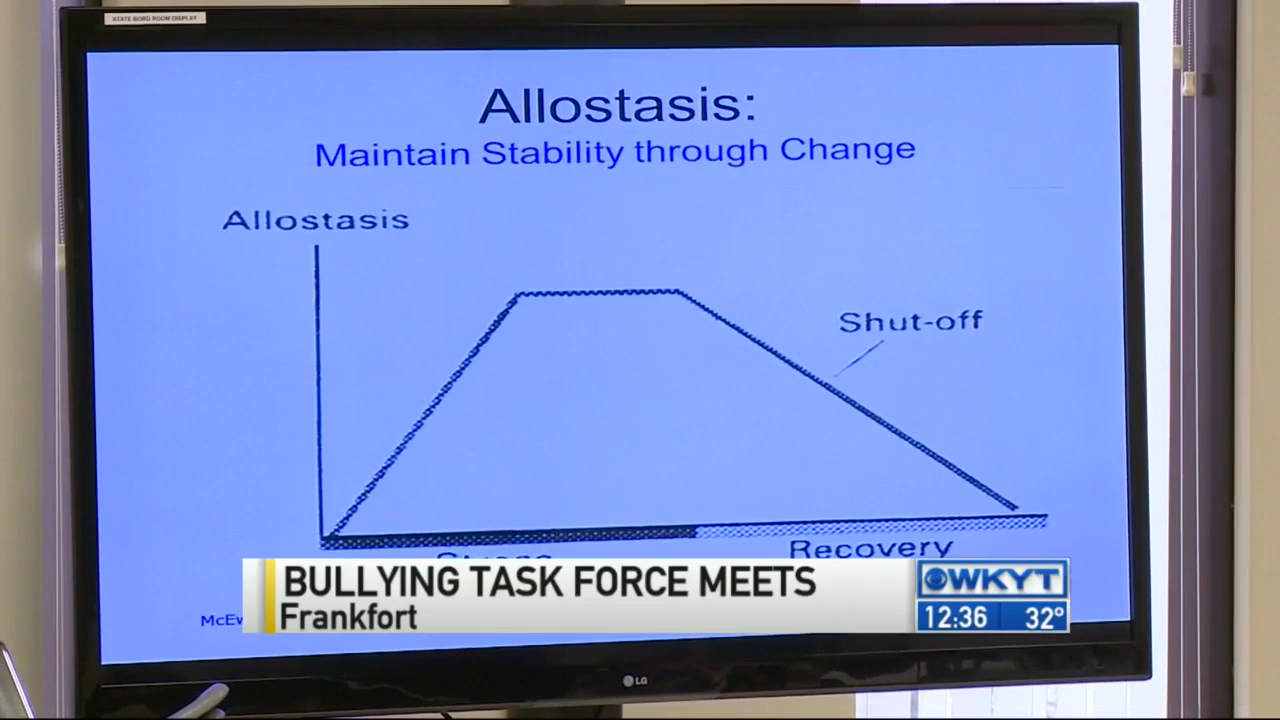 STATE BORD ROOM DISPLAY
Allostasis:
Maintain Stability through Change
Allostasis
Shut-off
Recovery
BULLYING TASK FORCE MEETS
WKYT
Frankfort
12:36 32°
LG